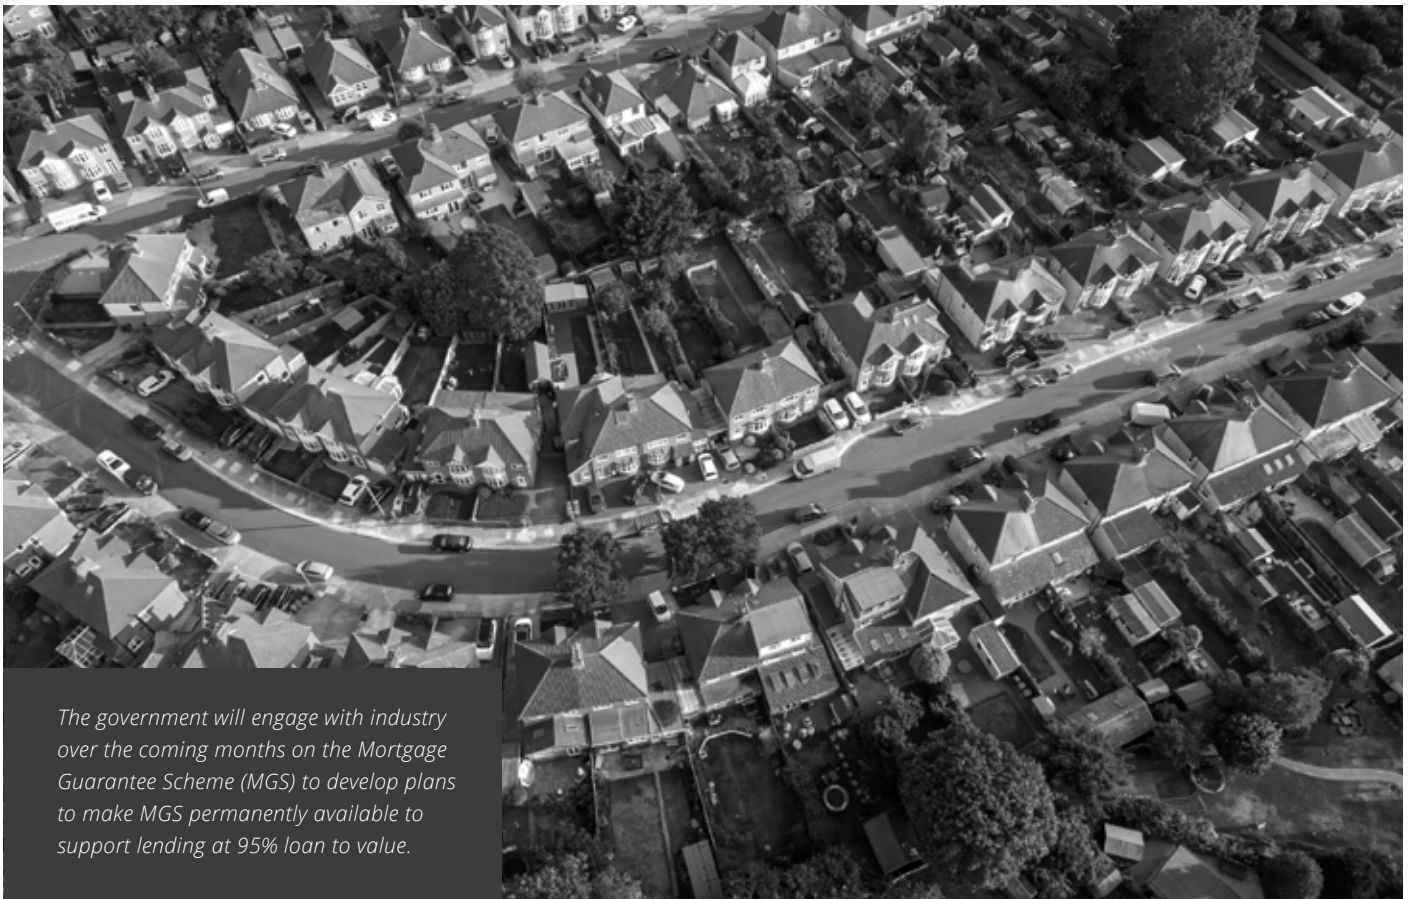 The government will engage with industry
over the coming months on the Mortgage
Guarantee Scheme (MGS) to develop plans
to make MGS permanently available to
support lending at 95% loan to value.